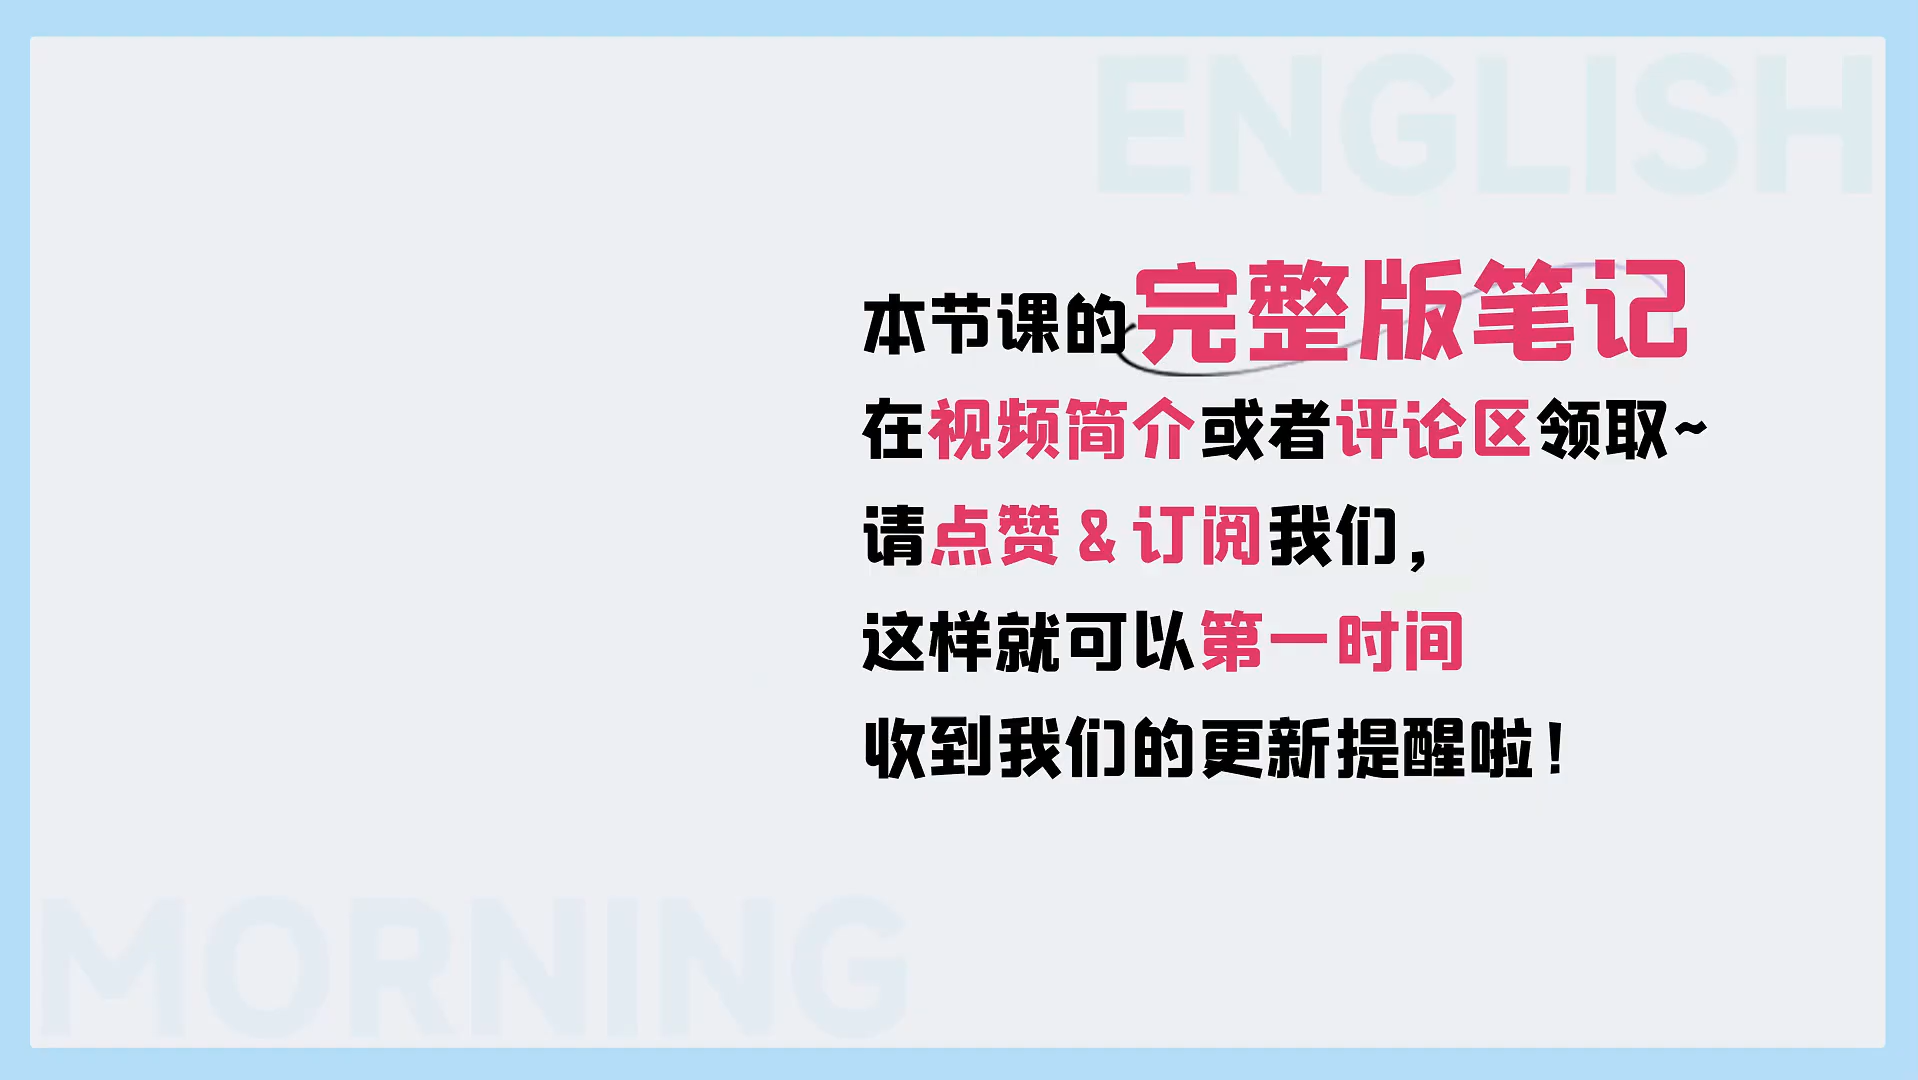 ENGLISH
本节课的完整版笔记
在视频简介或者评论区领取~
请点赞&订阅我们，
这样就可以第一时间
收到我们的更新提醒啦！
MORNING